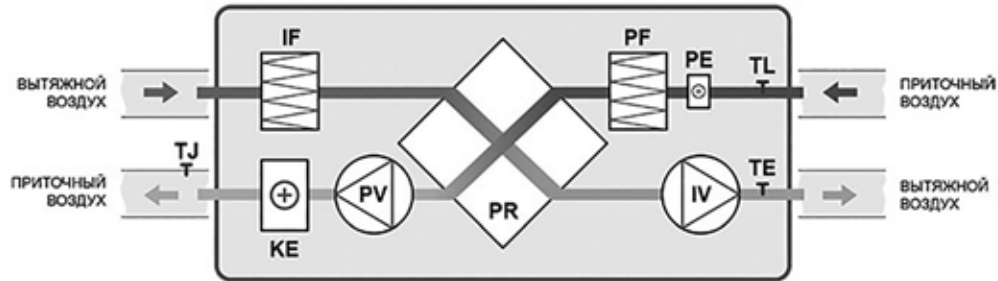 IF
PF
PE
TL
ВЫТЯЖНОЙ
ВОЗДУХ
ПРИТОЧНЫЙ
ВОЗДУХ
TJ
ПРИТОЧНЫЙ
ВОЗДУХ
KE
PV
PR
IV
TE
ВЫТЯЖНОЙ
ВОЗДУХ